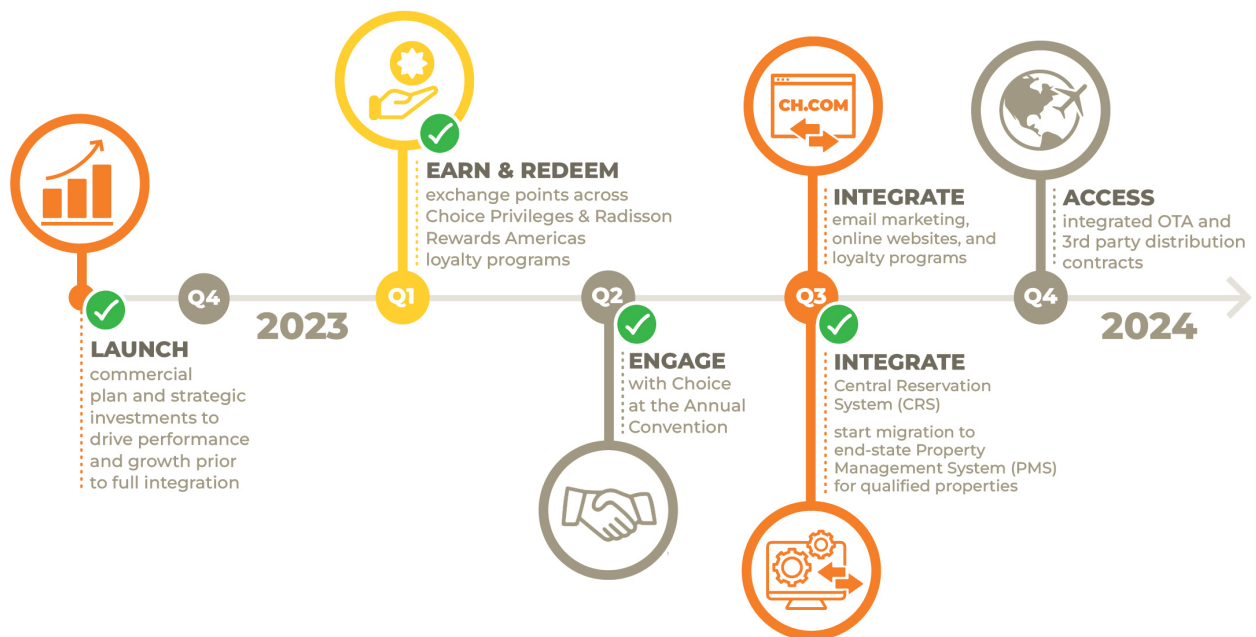 CH.COM
EARN & REDEEM
exchange points across
Choice Privileges & Radisson
Rewards Americas
loyalty programs
INTEGRATE
email marketing,
online websites, and
loyalty programs
ACCESS
integrated OTA and
3rd party distribution
contracts
Q4
2023
Q1
Q2
Q3
Q4
2024
LAUNCH
commercial
plan and strategic
investments to
drive performance
and growth prior
to full integration
ENGAGE
with Choice
at the Annual
Convention
INTEGRATE
Central Reservation
System (CRS)
start migration to
end-state Property
Management System (PMS)
for qualified properties